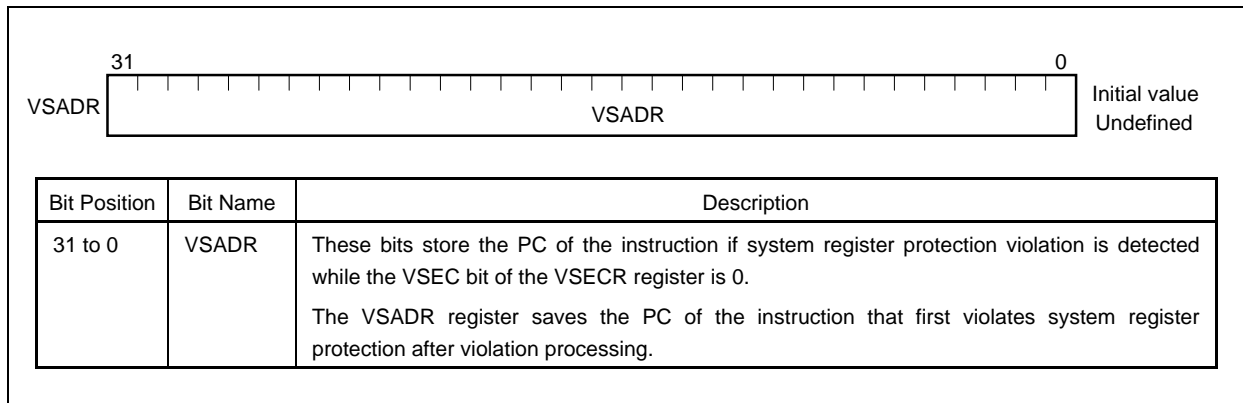 31 0
VSADR VSADR Initial value
Undefined
Bit Position Bit Name Description
31 to 0 VSADR These bits store the PC of the instruction if system register protection violation is detected
while the VSEC bit of the VSECR register is 0.
The VSADR register saves the PC of the instruction that first violates system register
protection after violation processing.